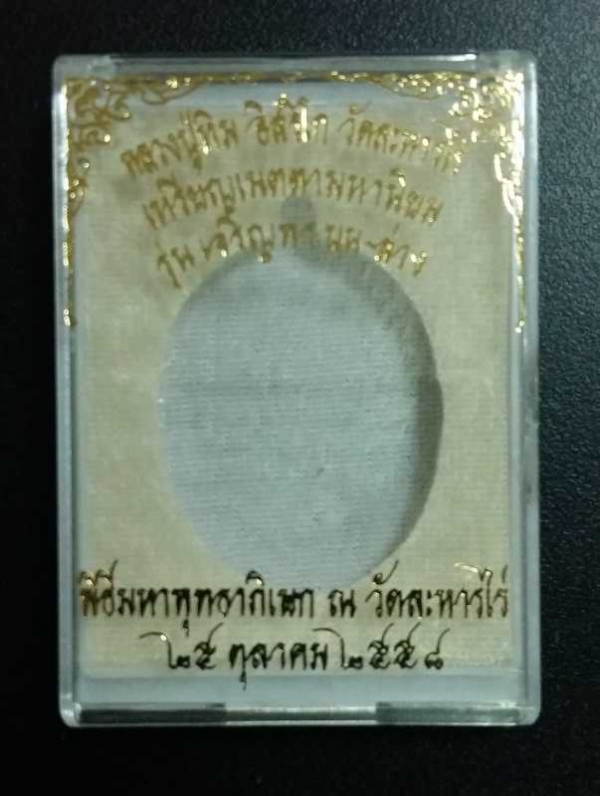 หลวงปู่ทิม อิสริโก วัดละหารไร่
เหรียญเมตตามหานิยม
รุ่น เจริญพร บน-ล่าง
พิธีมหาพุทธาภิเษก ณ วัดละหารไร่
๒๕ ตุลาคม ๒๕๕๘